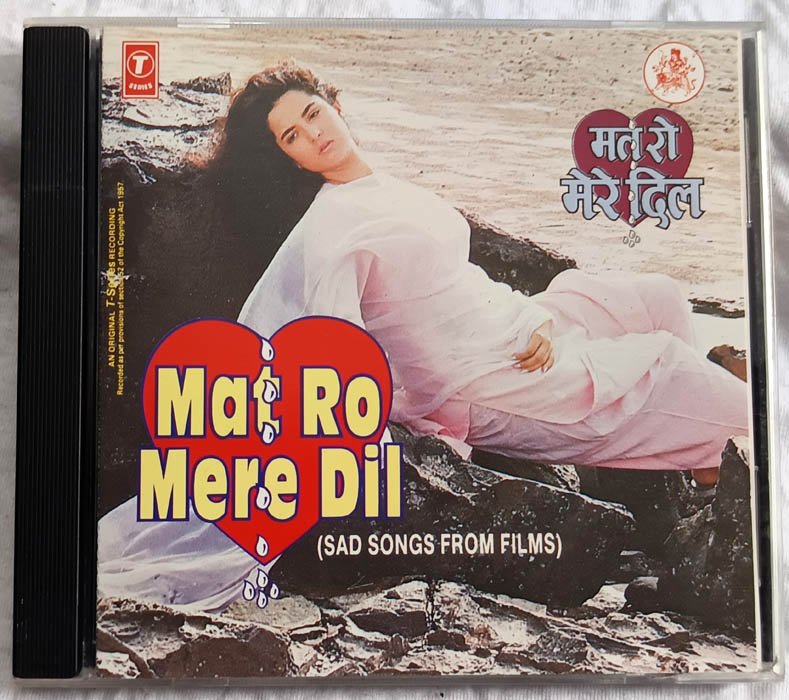 T
SERIES
मत रो
मेरे दिल
AN ORIGINAL T-Series RECORDING
Recorded as per provisions of section 52 of the Copyright Act 1957
Mat Ro
Mere Dil
(SAD SONGS FROM FILMS)